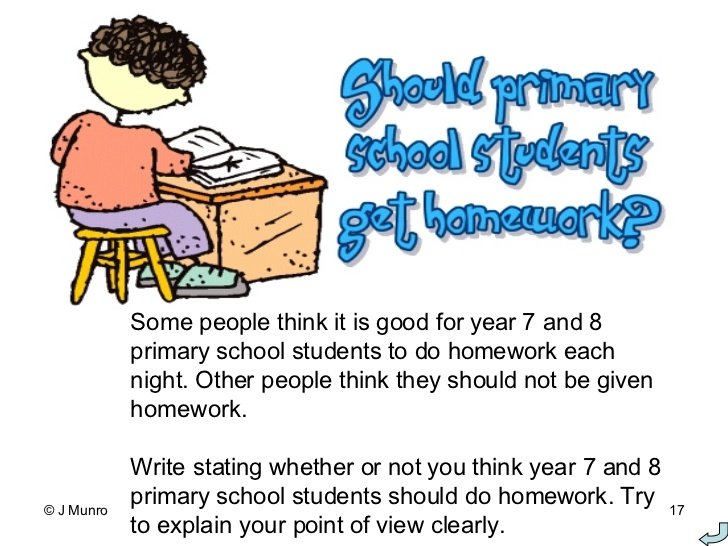 Should primary
school students
get homework?
Some people think it is good for year 7 and 8
primary school students to do homework each
night. Other people think they should not be given
homework.
Write stating whether or not you think year 7 and 8
primary school students should do homework. Try
to explain your point of view clearly.
© J Munro
17